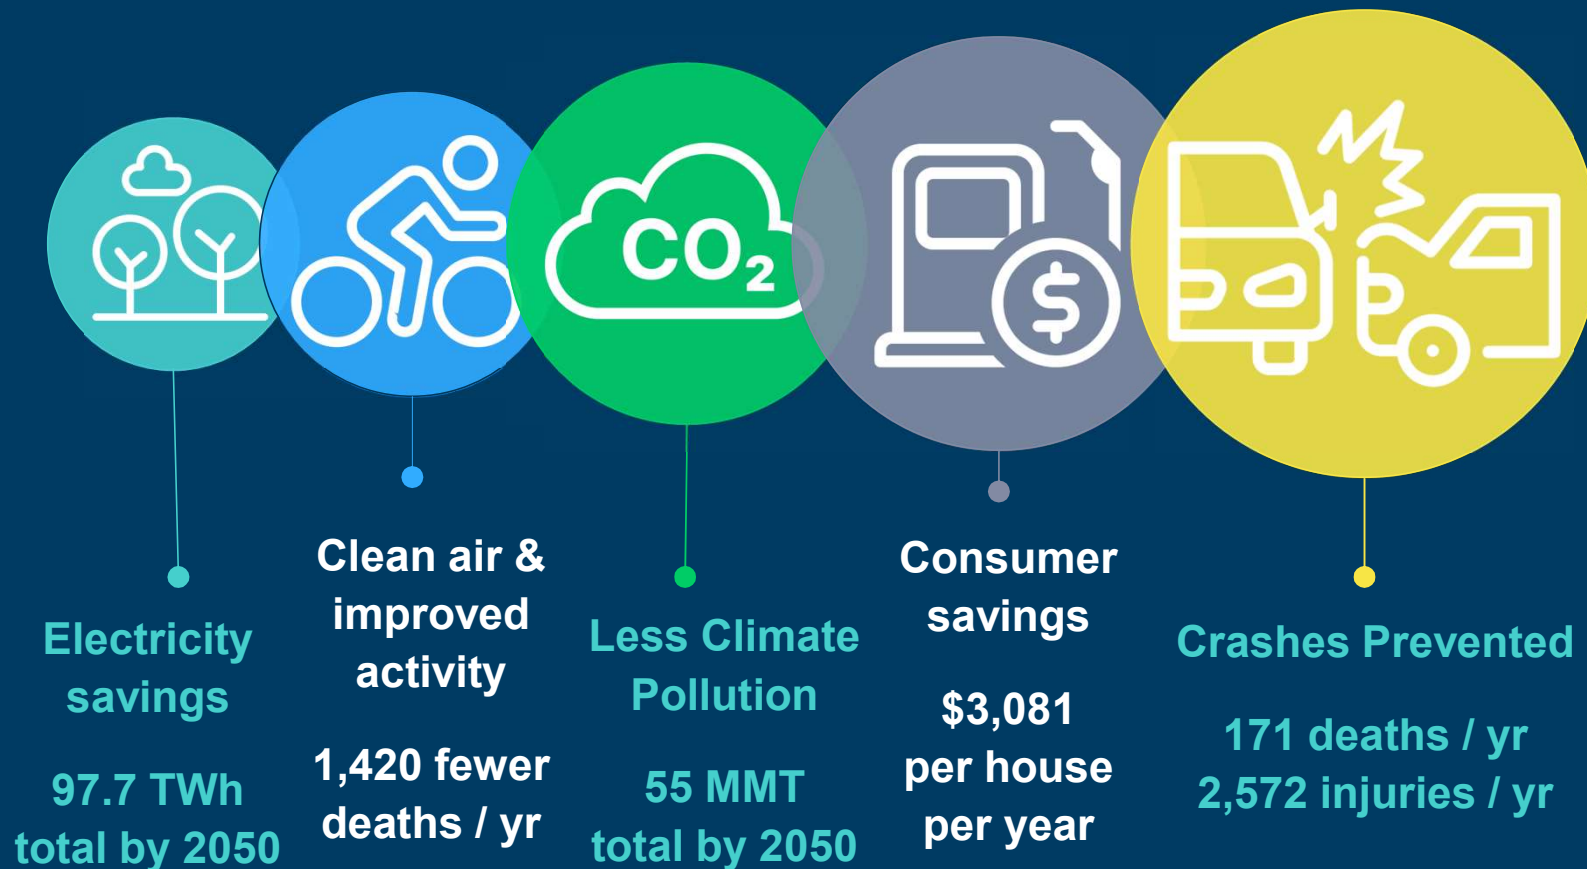 CO₂
$
Electricity
savings
97.7 TWh
total by 2050
Clean air &
improved
activity
1,420 fewer
deaths / yr
Less Climate
Pollution
55 MMT
total by 2050
Consumer
savings
$3,081
per house
per year
Crashes Prevented
171 deaths / yr
2,572 injuries / yr